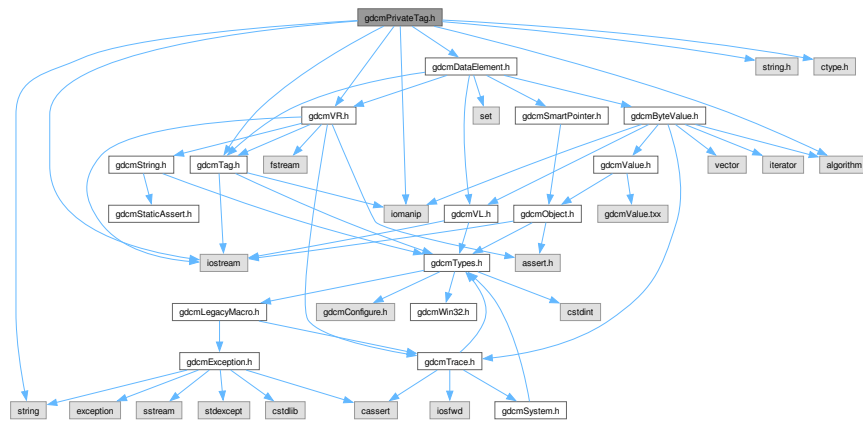 gdcmPrivateTag.h
gdcmDataElement.h
string.h
ctype.h
gdcmVR.h
set
gdcmSmartPointer.h
gdcmByteValue.h
gdcmString.h
gdcmTag.h
fstream
gdcmValue.h
vector
iterator
algorithm
gdcmStaticAssert.h
iomanip
gdcmVL.h
gdcmObject.h
gdcmValue.txx
iostream
gdcmTypes.h
assert.h
gdcmLegacyMacro.h
gdcmConfigure.h
gdcmWin32.h
cstdint
gdcmException.h
gdcmTrace.h
string
exception
sstream
stdexcept
cstdlib
cassert
iosfwd
gdcmSystem.h